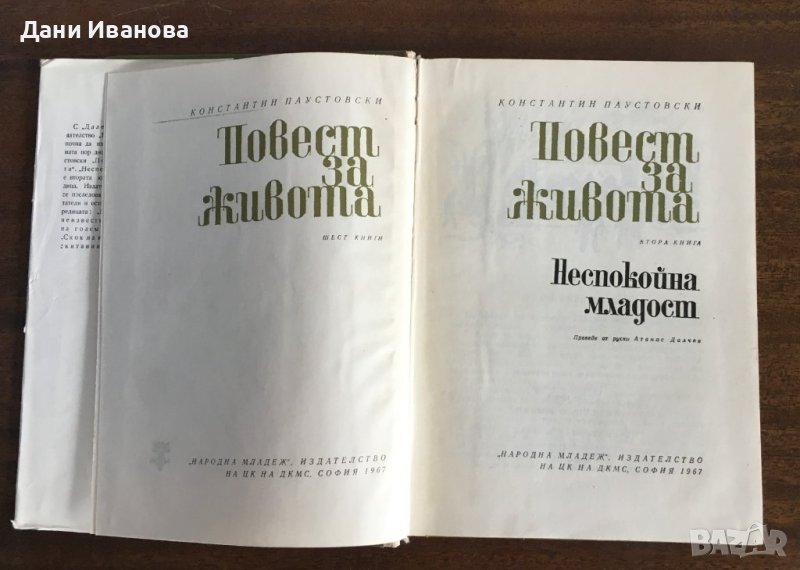 Дани Иванова
КОНСТАНТИН ПАУСТОВСКИ
Повест
за
живота
ШЕСТ КНИГИ
„НАРОДНА МЛАДЕЖ“, ИЗДАТЕЛСТВО
НА ЦК НА ДКМС, СОФИЯ 1967
КОНСТАНТИН ПАУСТОВСКИ
Повест
за
живота
ВТОРА КНИГА
Неспокойна
младост
Преведе от руски Атанас Далчев
„НАРОДНА МЛАДЕЖ“, ИЗДАТЕЛСТВО
НА ЦК НА ДКМС, СОФИЯ 1967
BAZAR